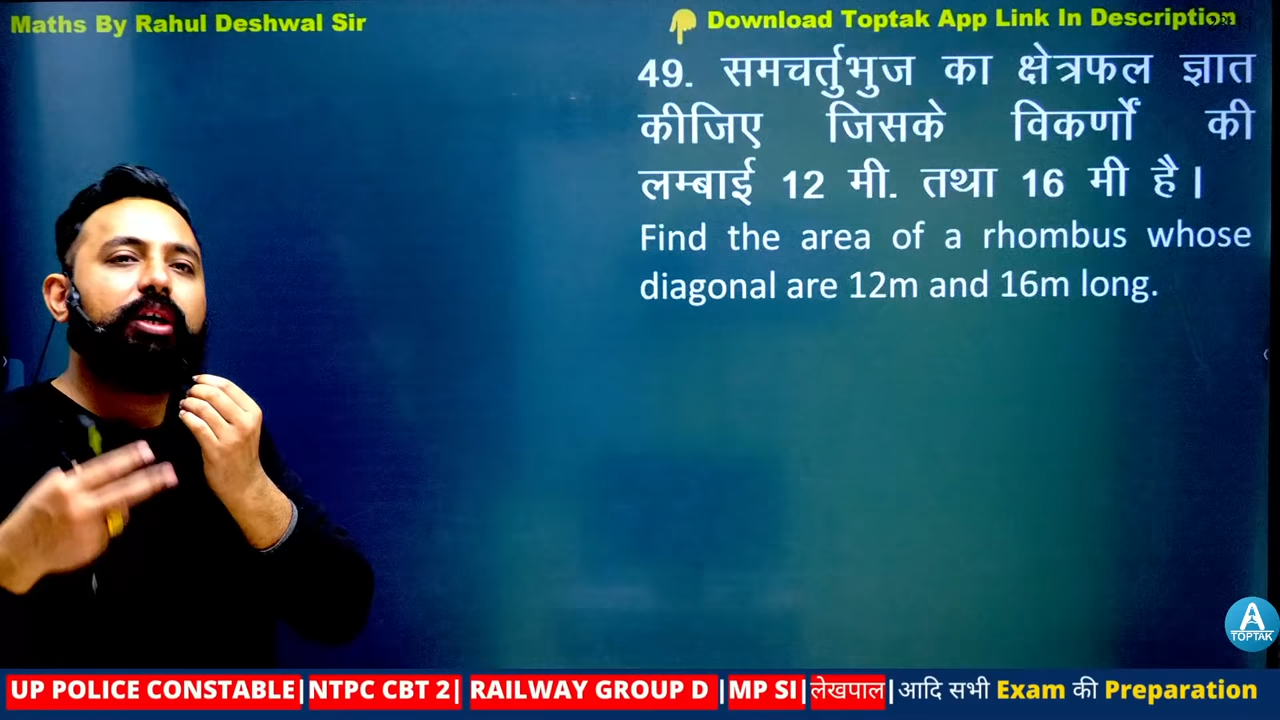 Maths By Rahul Deshwal Sir
Download Toptak App Link In Description
49. समचर्तुभुज का क्षेत्रफल ज्ञात
कीजिए जिसके विकर्णों की
लम्बाई 12 मी. तथा 16 मी है।
Find the area of a rhombus whose
diagonal are 12m and 16m long.
A
TOPTAK
UP POLICE CONSTABLE| NTPC CBT 2| RAILWAY GROUP D |MP SI|लेखपाल|आदि सभी Exam की Preparation